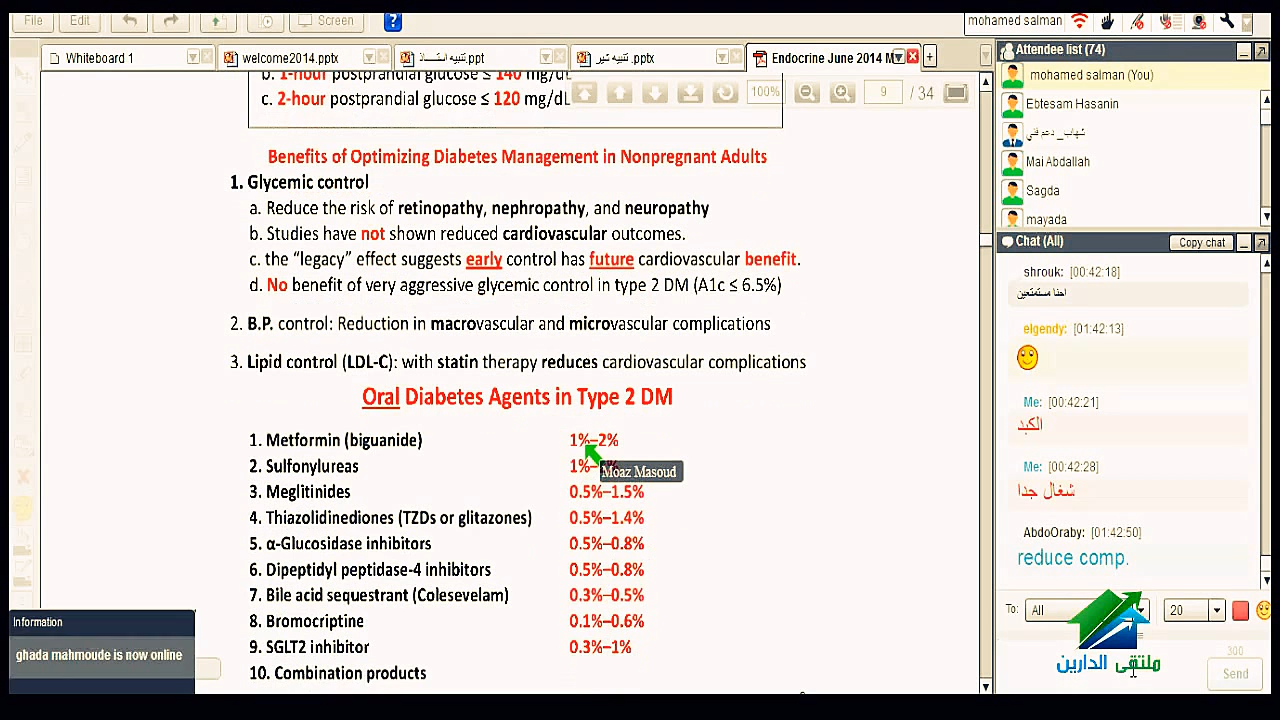 File Edit Screen ?
mohamed salman
Whiteboard 1
welcome2014.pptx
تنبيه استـــاذ.ppt
تنبيه تبر.pptx
Endocrine June 2014 M
b. 1-hour postprandial glucose ≤ 140 mg/dL
c. 2-hour postprandial glucose ≤ 120 mg/dL
100%
9 / 34
Benefits of Optimizing Diabetes Management in Nonpregnant Adults
1. Glycemic control
a. Reduce the risk of retinopathy, nephropathy, and neuropathy
b. Studies have not shown reduced cardiovascular outcomes.
c. the “legacy” effect suggests early control has future cardiovascular benefit.
d. No benefit of very aggressive glycemic control in type 2 DM (A1c ≤ 6.5%)
2. B.P. control: Reduction in macrovascular and microvascular complications
3. Lipid control (LDL-C): with statin therapy reduces cardiovascular complications
Oral Diabetes Agents in Type 2 DM
1. Metformin (biguanide) 1%–2%
2. Sulfonylureas 1%–
Moaz Masoud
3. Meglitinides 0.5%–1.5%
4. Thiazolidinediones (TZDs or glitazones) 0.5%–1.4%
5. α-Glucosidase inhibitors 0.5%–0.8%
6. Dipeptidyl peptidase-4 inhibitors 0.5%–0.8%
7. Bile acid sequestrant (Colesevelam) 0.3%–0.5%
8. Bromocriptine 0.1%–0.6%
9. SGLT2 inhibitor 0.3%–1%
10. Combination products
Information
ghada mahmoude is now online
Attendee list (74)
mohamed salman (You)
Ebtesam Hasanin
شهاب_دعم فني
Mai Abdallah
Sagda
mayada
Chat (All)
Copy chat
shrouk: [00:42:18]
احنا مستمتعين
elgendy: [01:42:13]
Me: [00:42:21]
الكبد
Me: [00:42:28]
شغال جدا
AbdoOraby: [01:42:50]
reduce comp.
To: All 20
ملتقى الدارين
300
Send